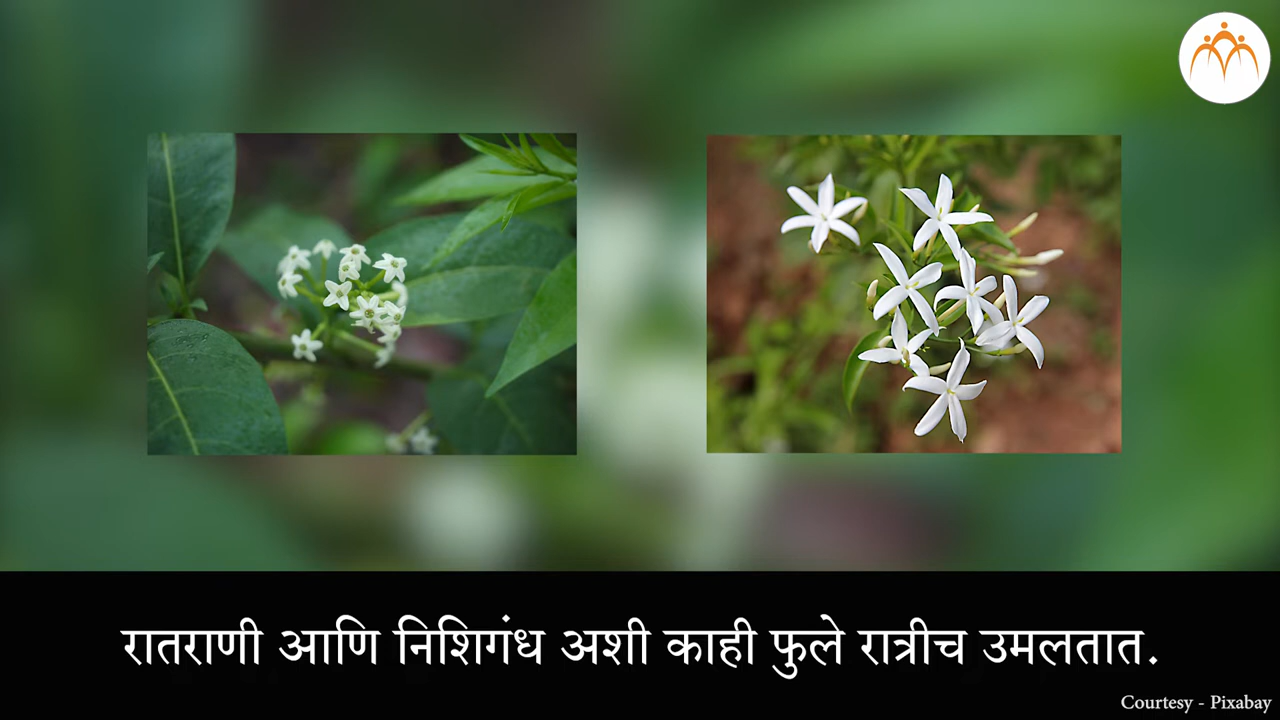 रातराणी आणि निशिगंध अशी काही फुले रात्रीच उमलतात.
Courtesy - Pixabay